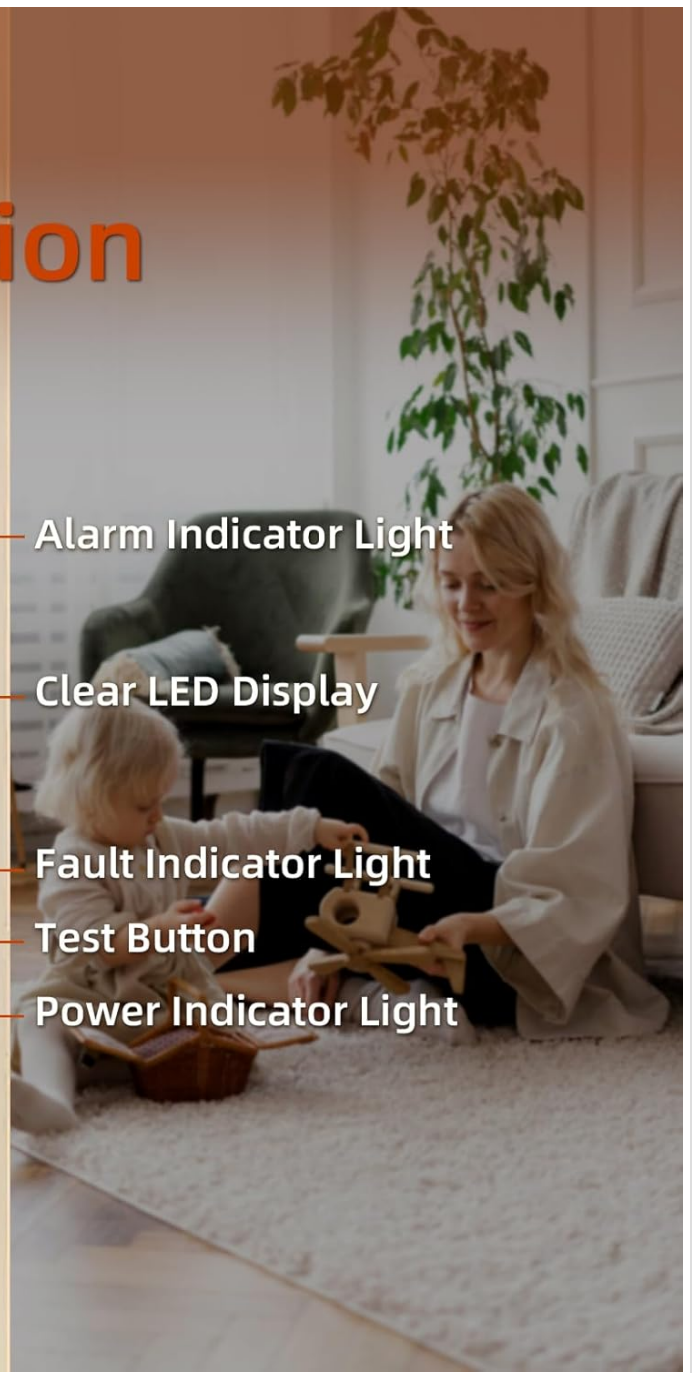 ion
Alarm Indicator Light
Clear LED Display
Fault Indicator Light
Test Button
Power Indicator Light